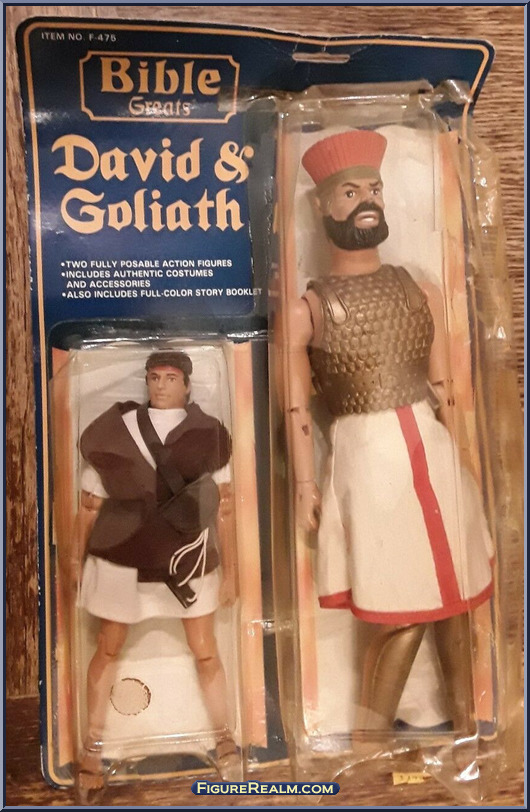 ITEM NO. F-475
Bible
Greats
David &
Goliath
•TWO FULLY POSABLE ACTION FIGURES
•INCLUDES AUTHENTIC COSTUMES
AND ACCESSORIES
•ALSO INCLUDES FULL-COLOR STORY BOOKLET
FIGUREREALM.COM